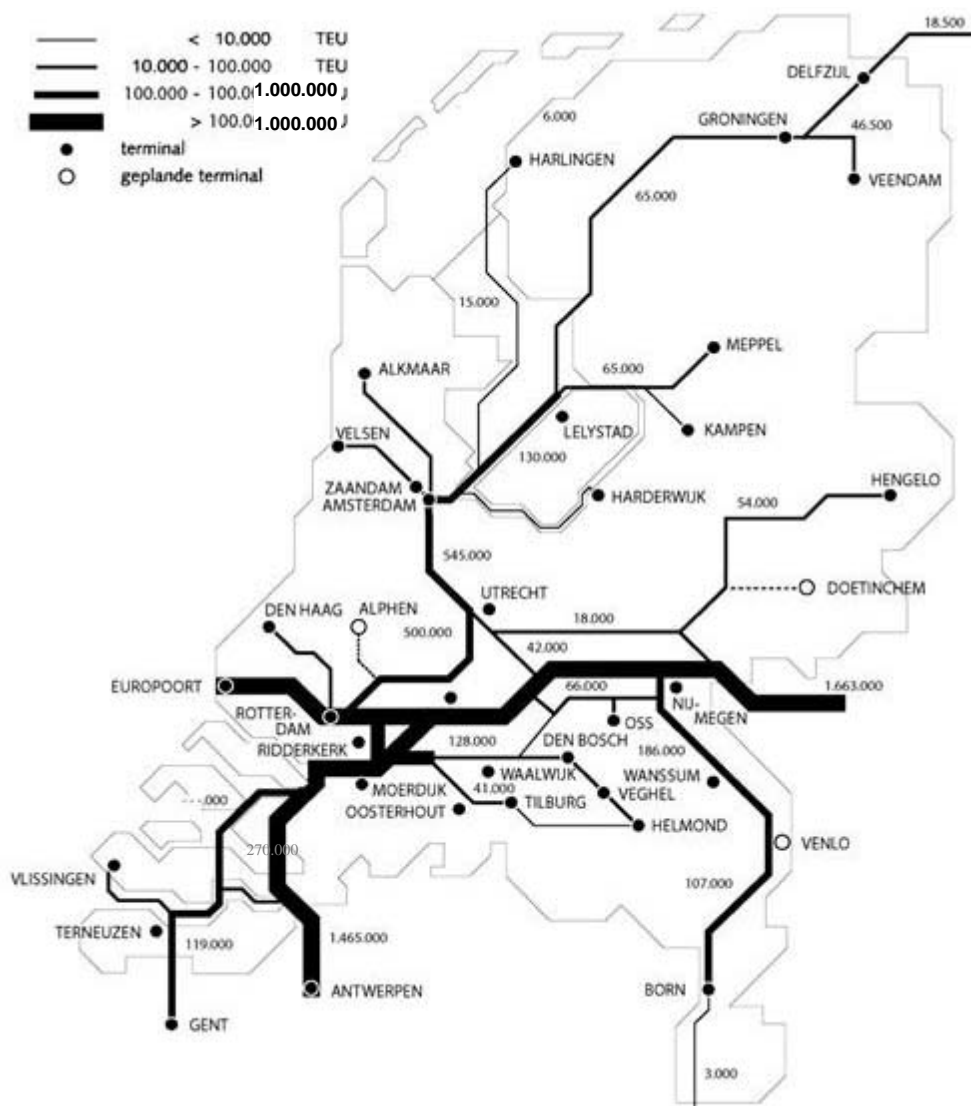 < 10.000 TEU
10.000 - 100.000 TEU
100.000 - 100.00 1.000.000 J
> 100.00 1.000.000 J
terminal
geplande terminal
18.500
DELFZIJL
6.000
GRONINGEN
46.500
HARLINGEN
VEENDAM
65.000
15.000
MEPPEL
ALKMAAR
65.000
LELYSTAD
KAMPEN
VELSEN
130.000
HENGELO
ZAANDAM
AMSTERDAM
HARDERWIJK
54.000
545.000
UTRECHT
DOETINCHEM
DEN HAAG
ALPHEN
500.000
18.000
42.000
EUROPOORT
66.000
1.663.000
NIJ-
MEGEN
ROTTER-
DAM
OSS
RIDDERKERK
128.000
DEN BOSCH
186.000
WAALWIJK
WANSSUM
MOERDIJK
41.000
VEGHEL
OOSTERHOUT
TILBURG
.000
HELMOND
VENLO
276.000
VLISSINGEN
107.000
TERNEUZEN
119.000
1.465.000
ANTWERPEN
BORN
GENT
3.000